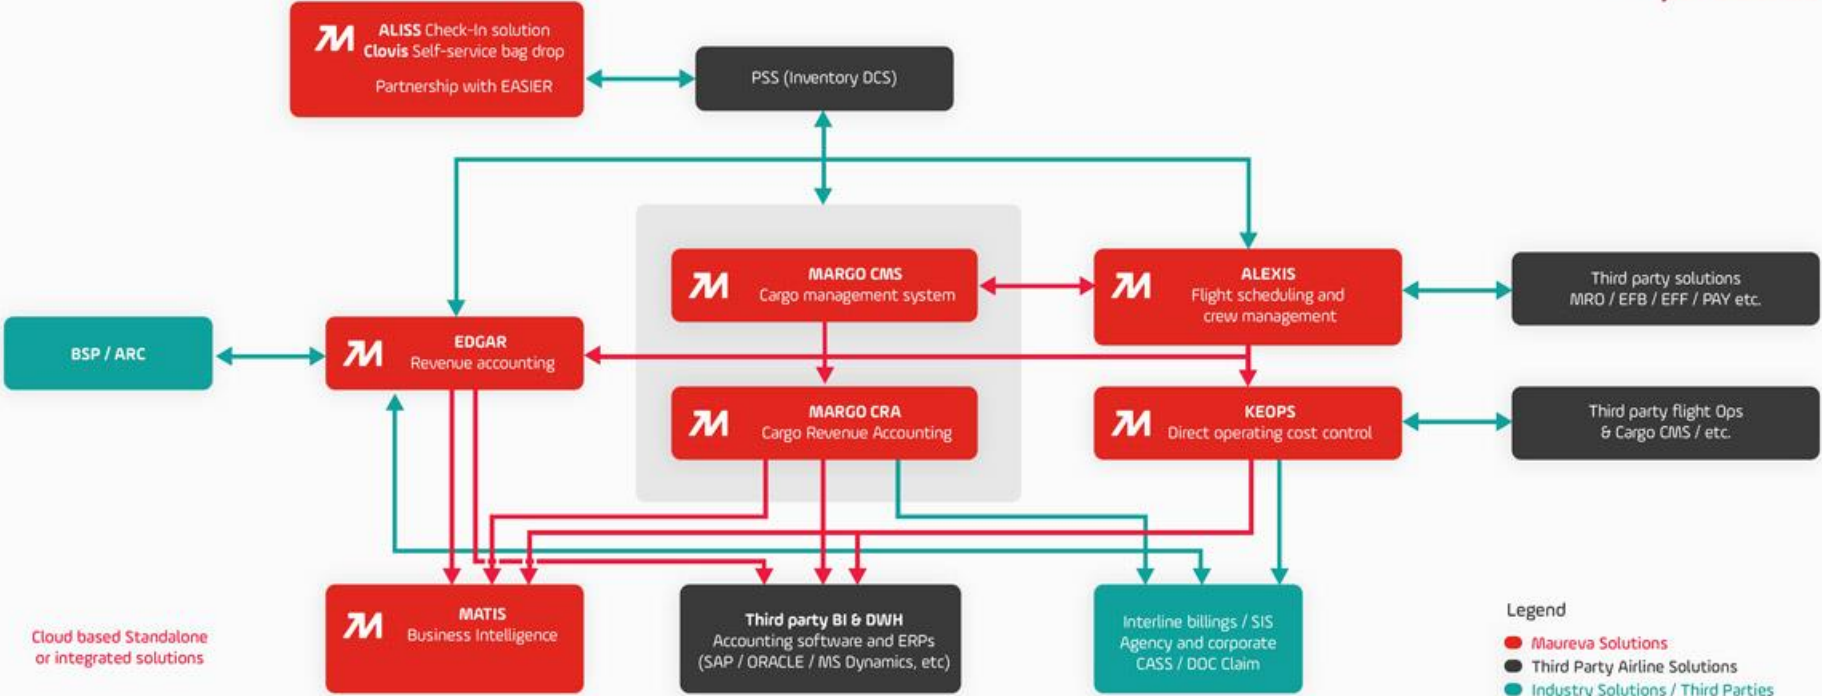 ALISS Check-In solution
Clovis Self-service bag drop
Partnership with EASIER
PSS (Inventory DCS)
MARGO CMS
Cargo management system
ALEXIS
Flight scheduling and
crew management
Third party solutions
MRO / EFB / EFF / PAY etc.
BSP / ARC
EDGAR
Revenue accounting
MARGO CRA
Cargo Revenue Accounting
KEOPS
Direct operating cost control
Third party flight Ops
& Cargo CMS / etc.
Cloud based Standalone
or integrated solutions
MATIS
Business Intelligence
Third party BI & DWH
Accounting software and ERPs
(SAP / ORACLE / MS Dynamics, etc)
Interline billings / SIS
Agency and corporate
CASS / DOC Claim
Legend
Maureva Solutions
Third Party Airline Solutions
Industry Solutions / Third Parties